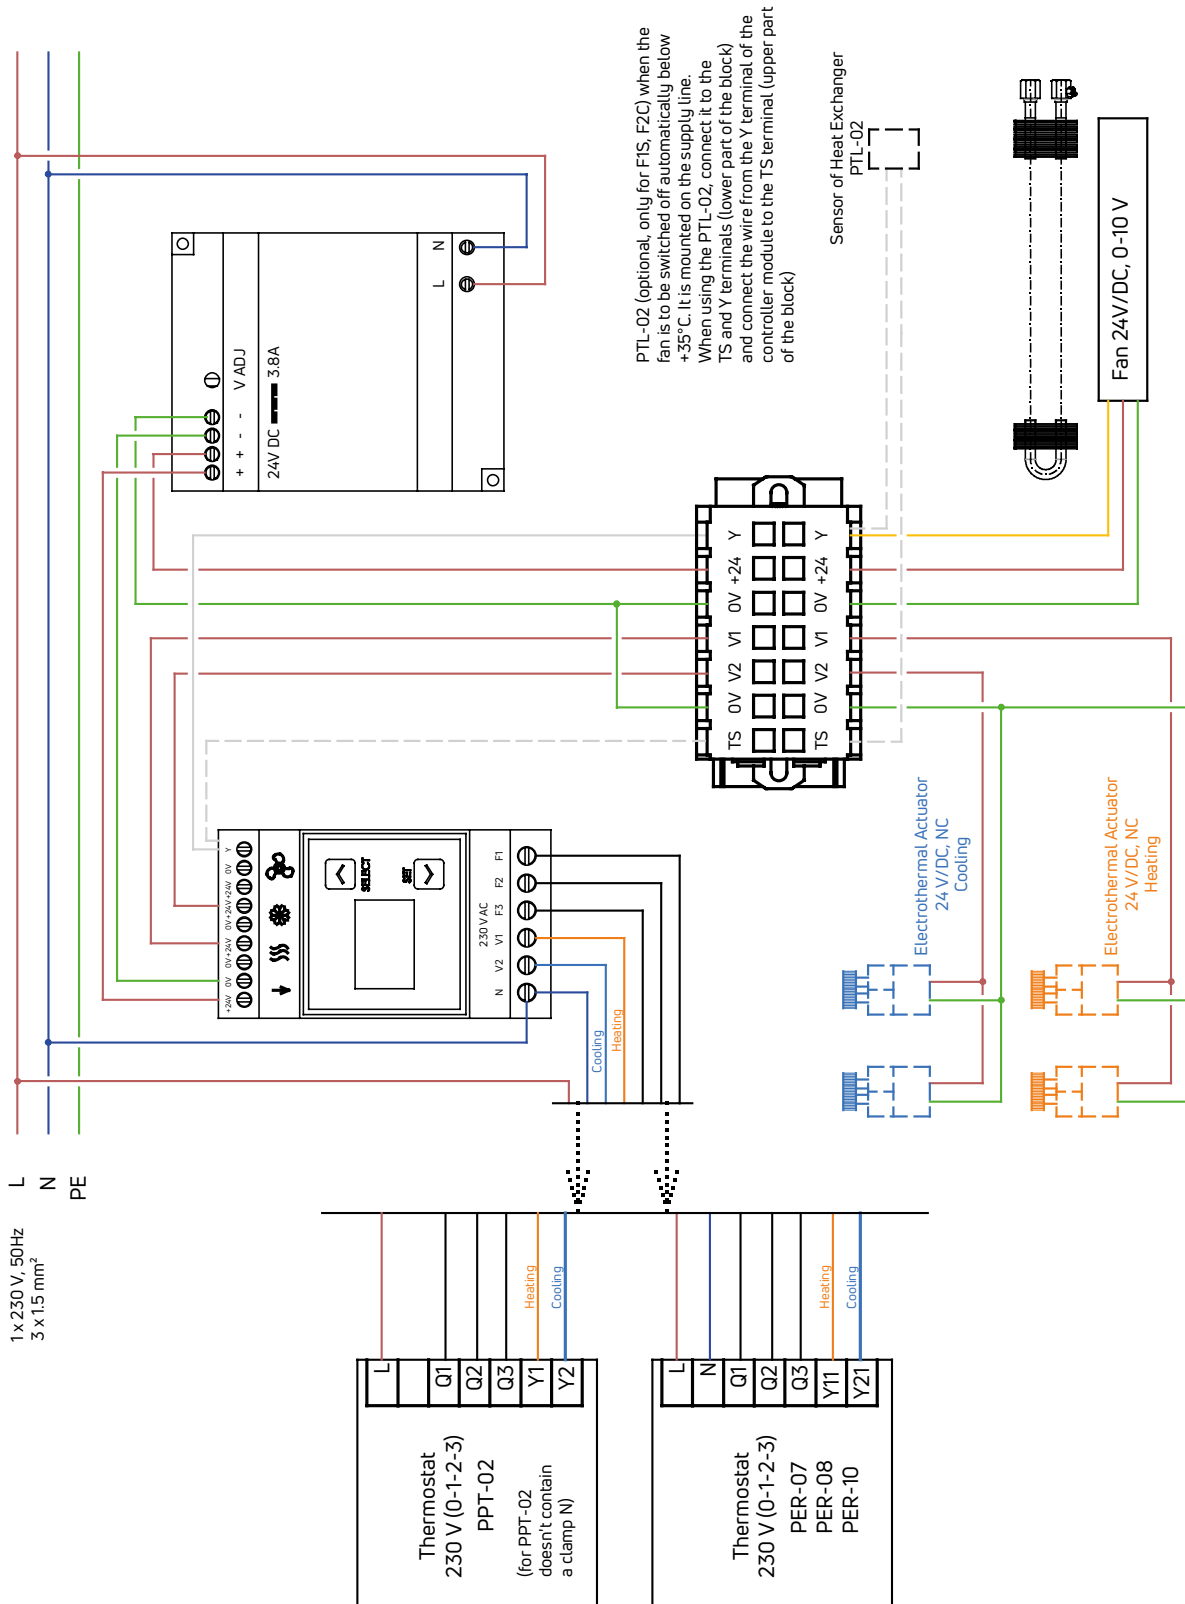 1 x 230 V, 50Hz
3 x 1.5 mm²
L
N
PE
+ + - - V ADJ
24V DC 3.8A
L N
+24V 0V 0V +24V 0V +24V +24V 0V Y
SELECT
SET
230 V AC
N V2 V1 F3 F2 F1
Cooling
Heating
PTL-02 (optional, only for F1S, F2C) when the
fan is to be switched off automatically below
+35°C. It is mounted on the supply line.
When using the PTL-02, connect it to the
TS and Y terminals (lower part of the block)
and connect the wire from the Y terminal of the
controller module to the TS terminal (upper part
of the block)
Sensor of Heat Exchanger
PTL-02
TS 0V V2 V1 0V +24 Y
TS 0V V2 V1 0V +24 Y
Fan 24V/DC, 0-10 V
Electrothermal Actuator
24 V/DC, NC
Cooling
Electrothermal Actuator
24 V/DC, NC
Heating
Heating
Cooling
L
Q1
Q2
Q3
Y1
Y2
Thermostat
230 V (0-1-2-3)
PPT-02
(for PPT-02
doesn't contain
a clamp N)
Heating
Cooling
L
N
Q1
Q2
Q3
Y11
Y21
Thermostat
230 V (0-1-2-3)
PER-07
PER-08
PER-10